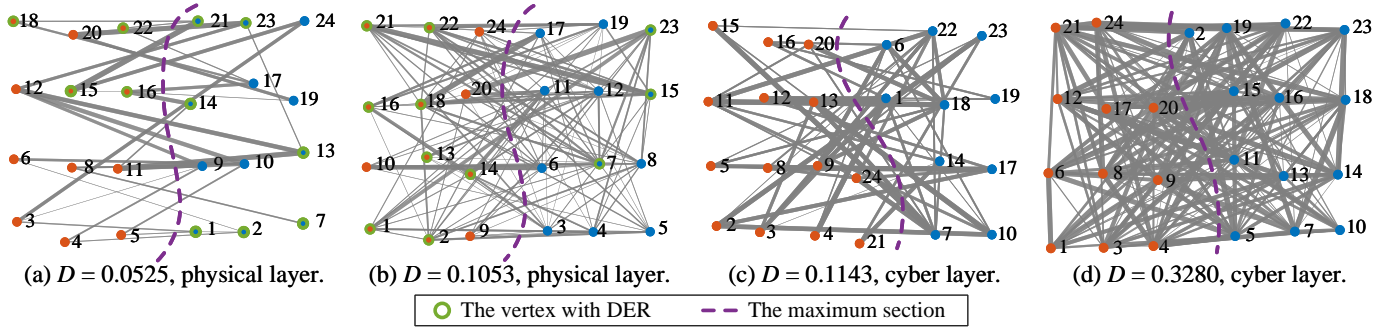 18 20 22 21 23 24
12 15 16 14 17 19
6 8 11 9 10 13
3 4 5 1 2 7
(a) D = 0.0525, physical layer.
21 22 24 17 19 23
16 18 20 11 12 15
10 13 14 6 7 8
1 2 9 3 4 5
(b) D = 0.1053, physical layer.
15 16 20 6 22 23
11 12 13 1 18 19
5 8 9 24 14 17
2 3 4 21 7 10
(c) D = 0.1143, cyber layer.
21 24 2 19 22 23
12 17 20 15 16 18
6 8 9 11 13 14
1 3 4 5 7 10
(d) D = 0.3280, cyber layer.
The vertex with DER The maximum section